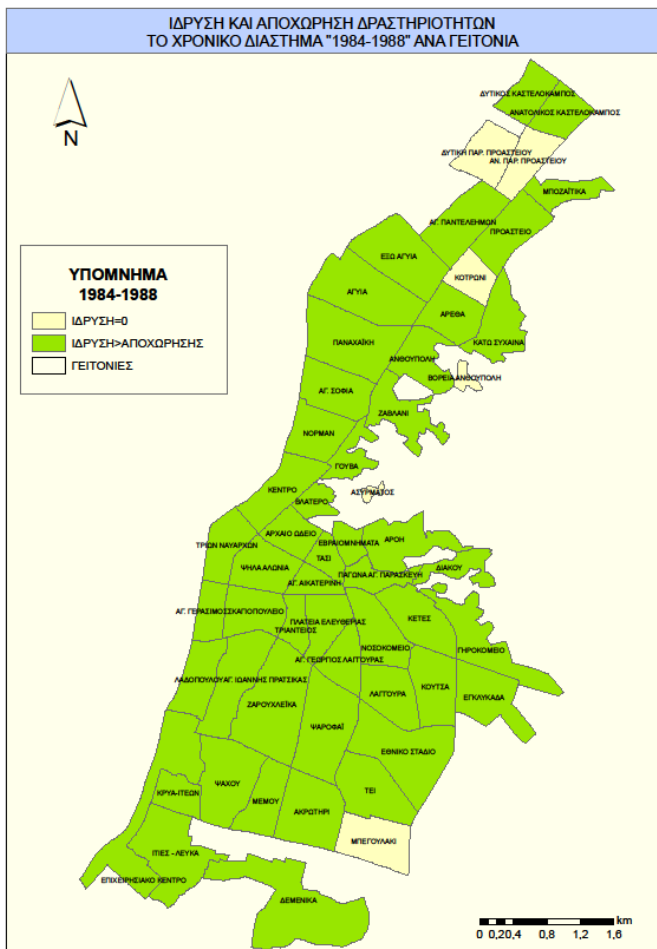 ΙΔΡΥΣΗ ΚΑΙ ΑΠΟΧΩΡΗΣΗ ΔΡΑΣΤΗΡΙΟΤΗΤΩΝ
ΤΟ ΧΡΟΝΙΚΟ ΔΙΑΣΤΗΜΑ "1984-1988" ΑΝΑ ΓΕΙΤΟΝΙΑ
N
ΔΥΤΙΚΟΣ ΚΑΣΤΕΛΟΚΑΜΠΟΣ
ΑΝΑΤΟΛΙΚΟΣ ΚΑΣΤΕΛΟΚΑΜΠΟΣ
ΔΥΤΙΚΗ ΠΑΡ. ΠΡΟΑΣΤΕΙΟΥ
ΑΝ. ΠΑΡ. ΠΡΟΑΣΤΕΙΟΥ
ΜΠΟΖΑΪΤΙΚΑ
ΑΓ. ΠΑΝΤΕΛΕΗΜΩΝ
ΠΡΟΑΣΤΕΙΟ
ΕΞΩ ΑΓΥΙΑ
ΚΟΤΡΩΝΙ
ΑΓΥΙΑ
ΑΡΕΘΑ
ΠΑΝΑΧΑΪΚΗ
ΚΑΤΩ ΣΥΧΑΙΝΑ
ΑΝΘΟΥΠΟΛΗ
ΒΟΡΕΙΑ ΑΝΘΟΥΠΟΛΗ
ΑΓ. ΣΟΦΙΑ
ΖΑΒΛΑΝΙ
ΝΟΡΜΑΝ
ΓΟΥΒΑ
ΚΕΝΤΡΟ
ΑΣΥΡΜΑΤΟΣ
ΒΛΑΤΕΡΟ
ΑΡΧΑΙΟ ΩΔΕΙΟ
ΤΡΙΩΝ ΝΑΥΑΡΧΩΝ
ΕΒΡΑΙΟΜΝΗΜΑΤΑ
ΑΡΟΗ
ΤΑΣΙ
ΨΗΛΑ ΑΛΩΝΙΑ
ΔΙΑΚΟΥ
ΠΑΓΩΝΑ
ΑΓ. ΠΑΡΑΣΚΕΥΗ
ΑΓ. ΑΙΚΑΤΕΡΙΝΗ
ΑΓ. ΓΕΡΑΣΙΜΟΣ
ΣΚΑΓΙΟΠΟΥΛΕΙΟ
ΠΛΑΤΕΙΑ ΕΛΕΥΘΕΡΙΑΣ
ΚΕΤΕΣ
ΤΡΙΑΝΤΕΙΟΣ
ΝΟΣΟΚΟΜΕΙΟ
ΓΗΡΟΚΟΜΕΙΟ
ΑΓ. ΓΕΩΡΓΙΟΣ ΛΑΓΓΟΥΡΑΣ
ΛΑΔΟΠΟΥΛΟΥ
ΑΓ. ΙΩΑΝΝΗΣ ΠΡΑΤΣΙΚΑΣ
ΛΑΓΓΟΥΡΑ
ΚΟΥΤΣΑ
ΕΓΚΛΥΚΑΔΑ
ΖΑΡΟΥΧΛΕΪΚΑ
ΨΑΡΟΦΑΪ
ΕΘΝΙΚΟ ΣΤΑΔΙΟ
ΨΑΧΟΥ
ΚΡΥΑ-ΙΤΕΩΝ
ΜΕΜΟΥ
ΤΕΙ
ΑΚΡΩΤΗΡΙ
ΜΠΕΓΟΥΛΑΚΙ
ΙΤΙΕΣ - ΛΕΥΚΑ
ΕΠΙΧΕΙΡΗΣΙΑΚΟ ΚΕΝΤΡΟ
ΔΕΜΕΝΙΚΑ
ΥΠΟΜΝΗΜΑ
1984-1988
ΙΔΡΥΣΗ=0
ΙΔΡΥΣΗ>ΑΠΟΧΩΡΗΣΗΣ
ΓΕΙΤΟΝΙΕΣ
km
0 0,20,4 0,8 1,2 1,6